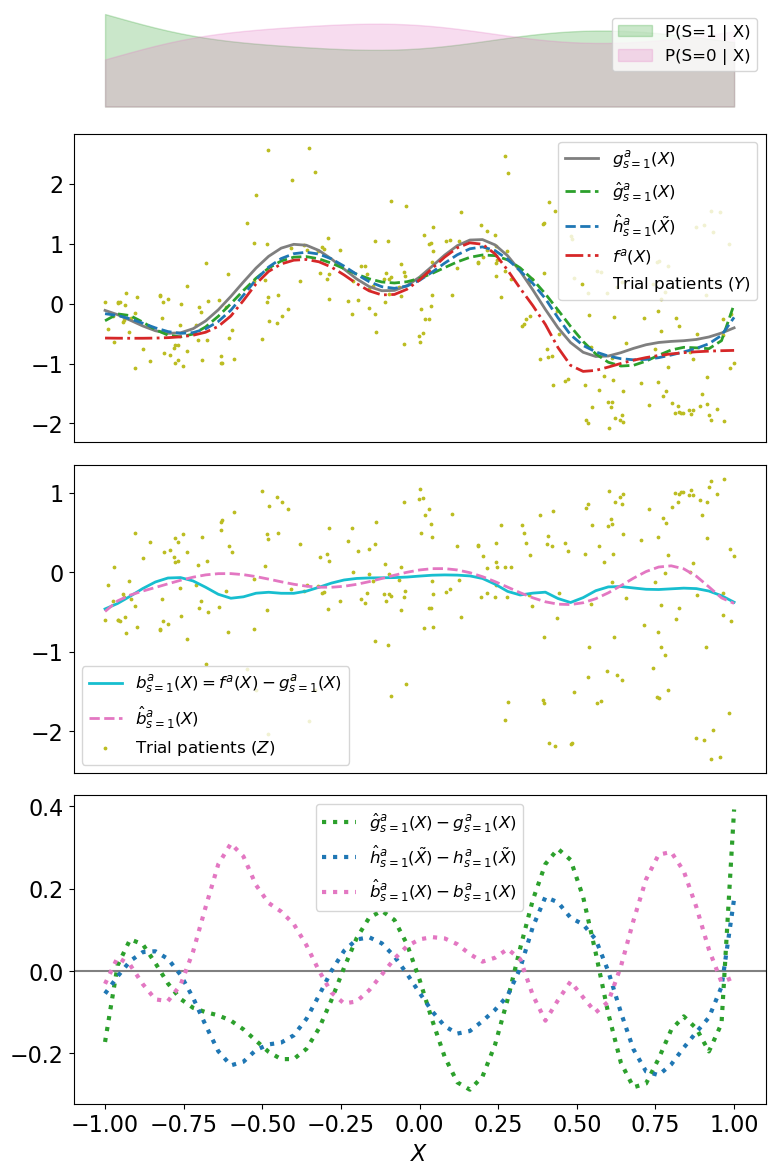 P(S=1 | X)
P(S=0 | X)
2
1
0
−1
−2
g^a_{s=1}(X)
ĝ^a_{s=1}(X)
ĥ^a_{s=1}(X̃)
f^a(X)
Trial patients (Y)
1
0
−1
−2
b^a_{s=1}(X) = f^a(X) − g^a_{s=1}(X)
b̂^a_{s=1}(X)
Trial patients (Z)
0.4
0.2
0.0
−0.2
ĝ^a_{s=1}(X) − g^a_{s=1}(X)
ĥ^a_{s=1}(X̃) − h^a_{s=1}(X̃)
b̂^a_{s=1}(X) − b^a_{s=1}(X)
−1.00 −0.75 −0.50 −0.25 0.00 0.25 0.50 0.75 1.00
X